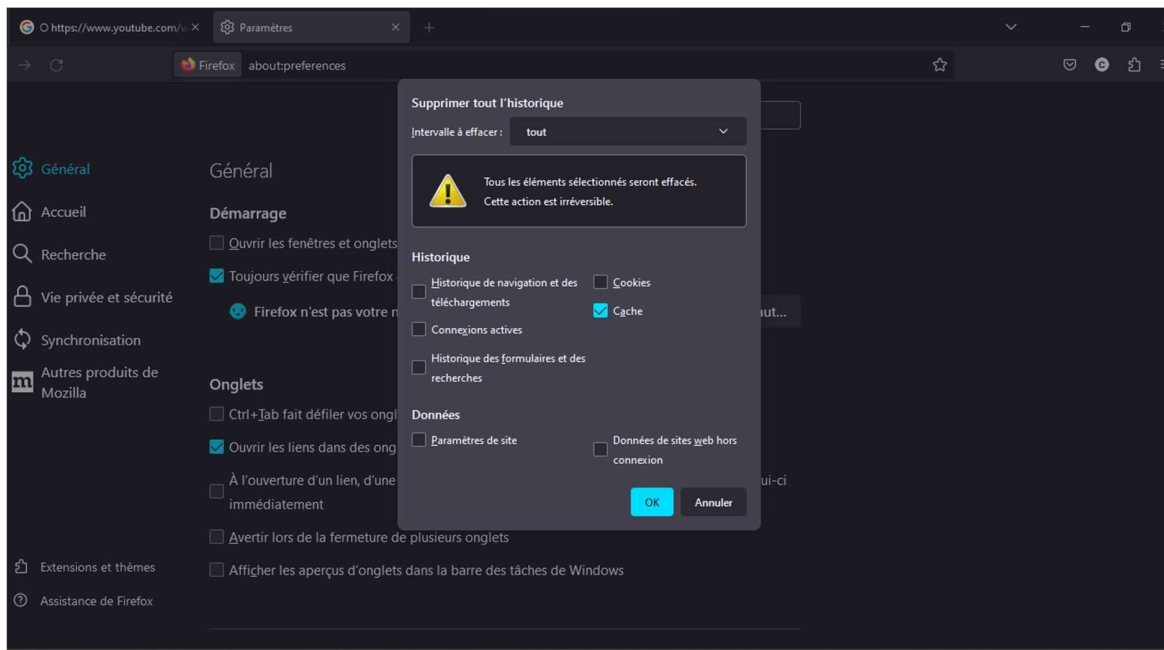 O https://www.youtube.com/w
Paramètres
Firefox about:preferences
Supprimer tout l'historique
Intervalle à effacer : tout
Tous les éléments sélectionnés seront effacés.
Cette action est irréversible.
Historique
Historique de navigation et des téléchargements
Cookies
Cache
Connexions actives
Historique des formulaires et des recherches
Données
Paramètres de site
Données de sites web hors connexion
OK Annuler
Général
Accueil
Recherche
Vie privée et sécurité
Synchronisation
m Autres produits de Mozilla
Extensions et thèmes
Assistance de Firefox
Général
Démarrage
Ouvrir les fenêtres et onglets
Toujours vérifier que Firefox
Firefox n'est pas votre n
ut...
Onglets
Ctrl+Tab fait défiler vos ongl
Ouvrir les liens dans des ong
À l'ouverture d'un lien, d'une ui-ci
immédiatement
Avertir lors de la fermeture de plusieurs onglets
Afficher les aperçus d'onglets dans la barre des tâches de Windows